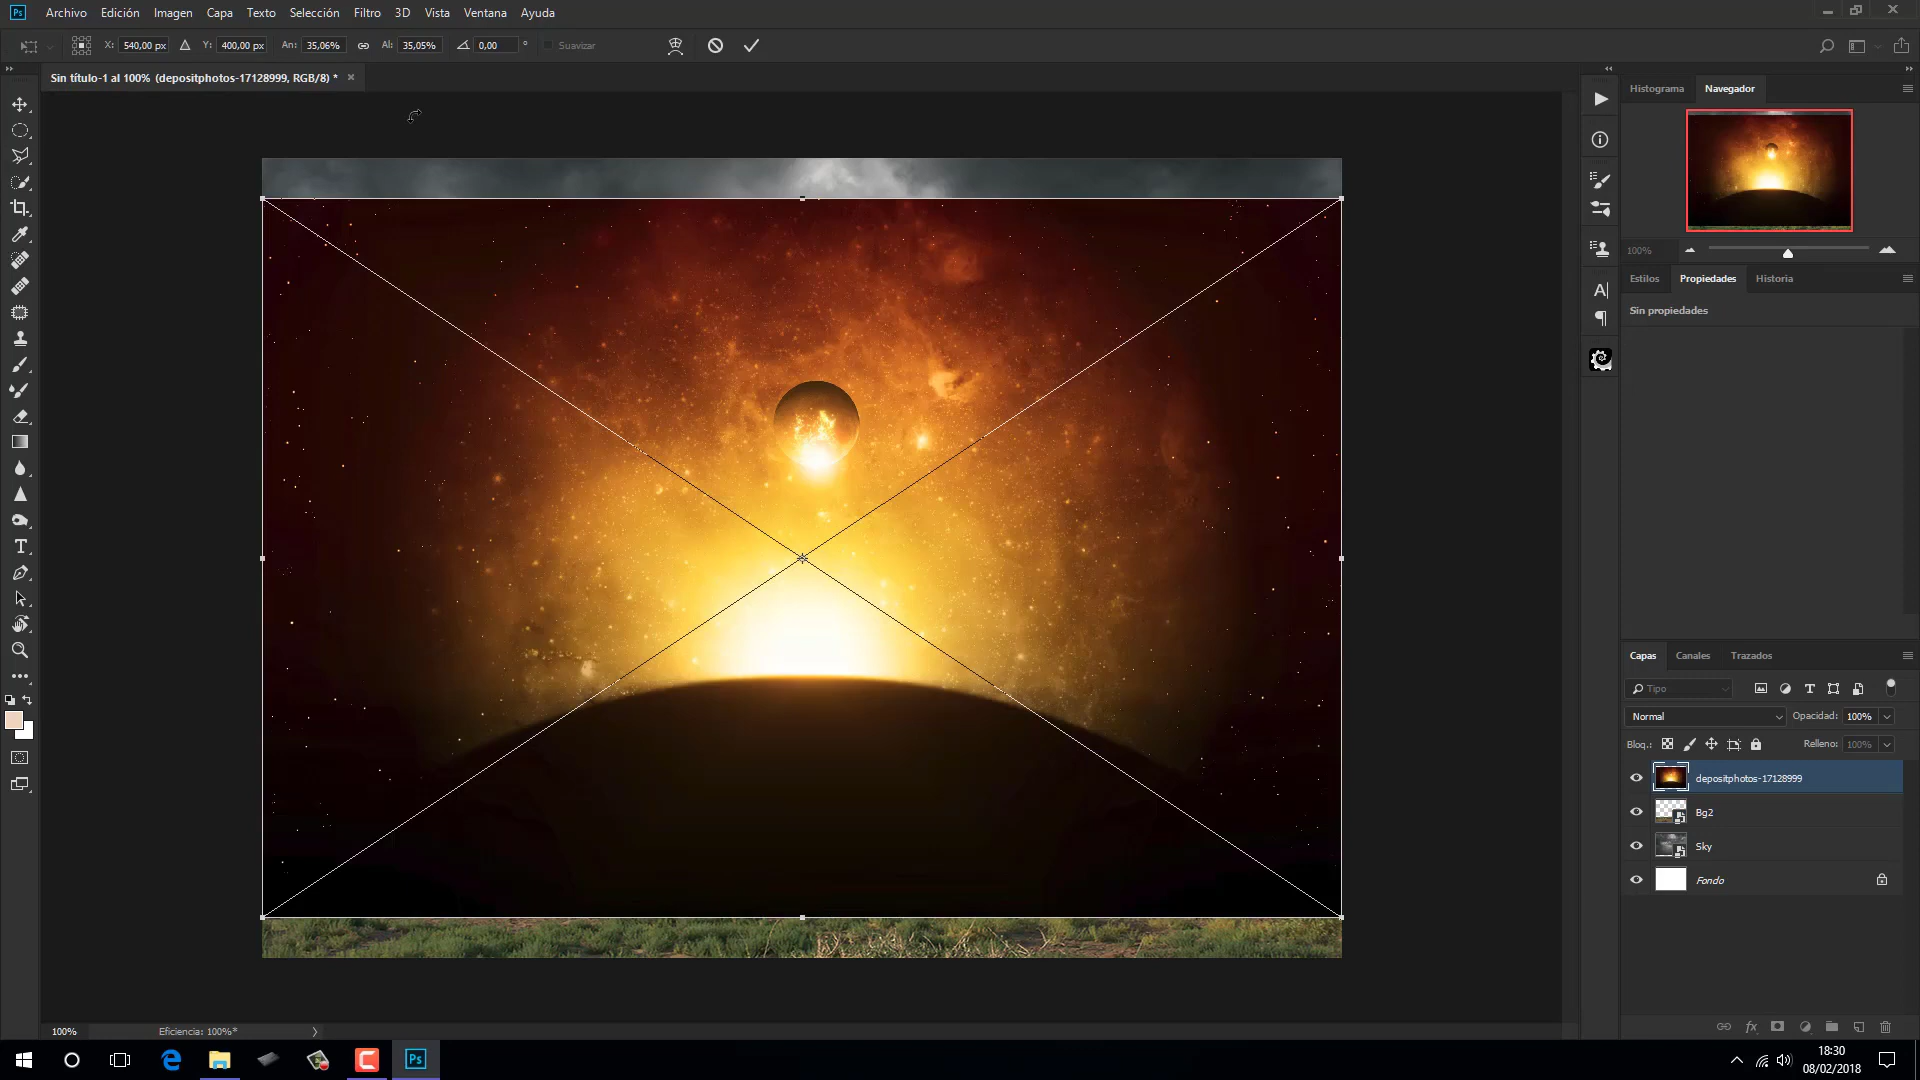 Ps Archivo Edición Imagen Capa Texto Selección Filtro 3D Vista Ventana Ayuda
X: 540,00 px Y: 400,00 px An: 35,06% Al: 35,05% 0,00 ° Suavizar
Sin título-1 al 100% (depositphotos-17128999, RGB/8) * ×
Histograma Navegador
100%
Estilos Propiedades Historia
Sin propiedades
Capas Canales Trazados
Tipo
Normal Opacidad: 100%
Bloq.: Relleno: 100%
depositphotos-17128999
Bg2
Sky
Fondo
fx
100% Eficiencia: 100%*
Ps
18:30
08/02/2018